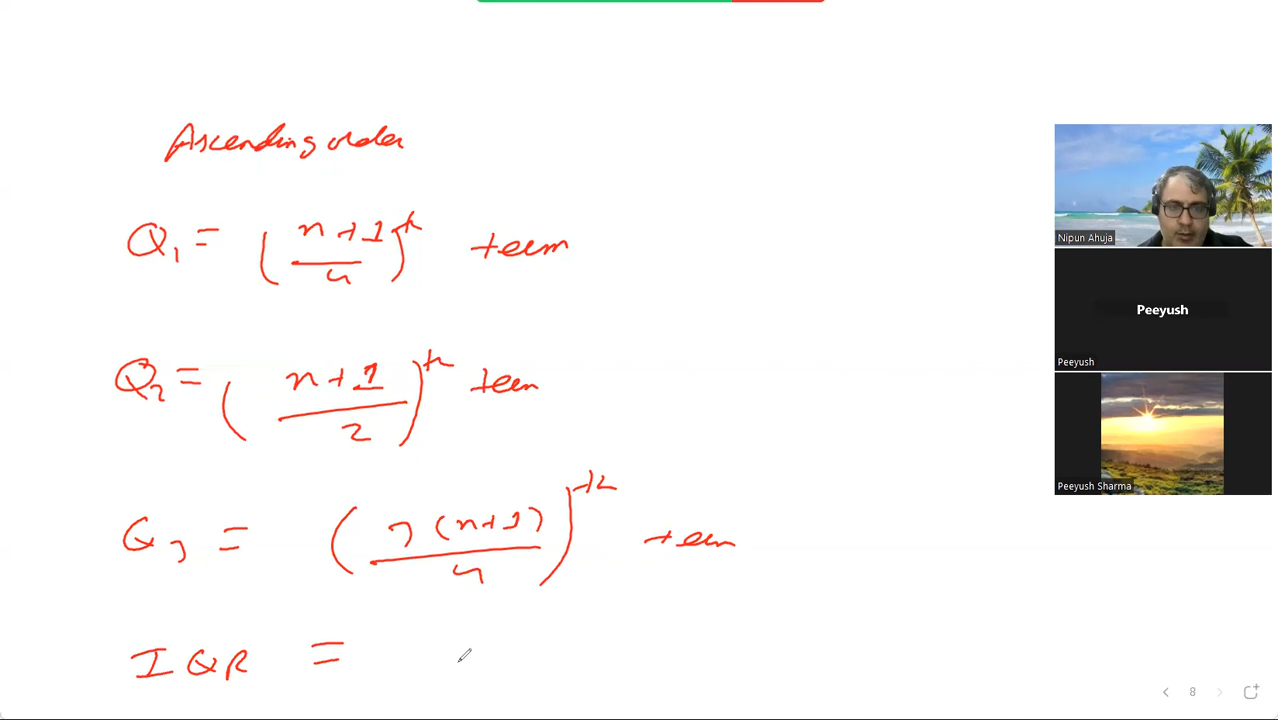 Ascending order
Q1 = (n+1/4)th term
Q2 = (n+1/2)th term
Q3 = (3(n+1)/4)th term
IQR =
Nipun Ahuja
Peeyush
Peeyush
Peeyush Sharma
8